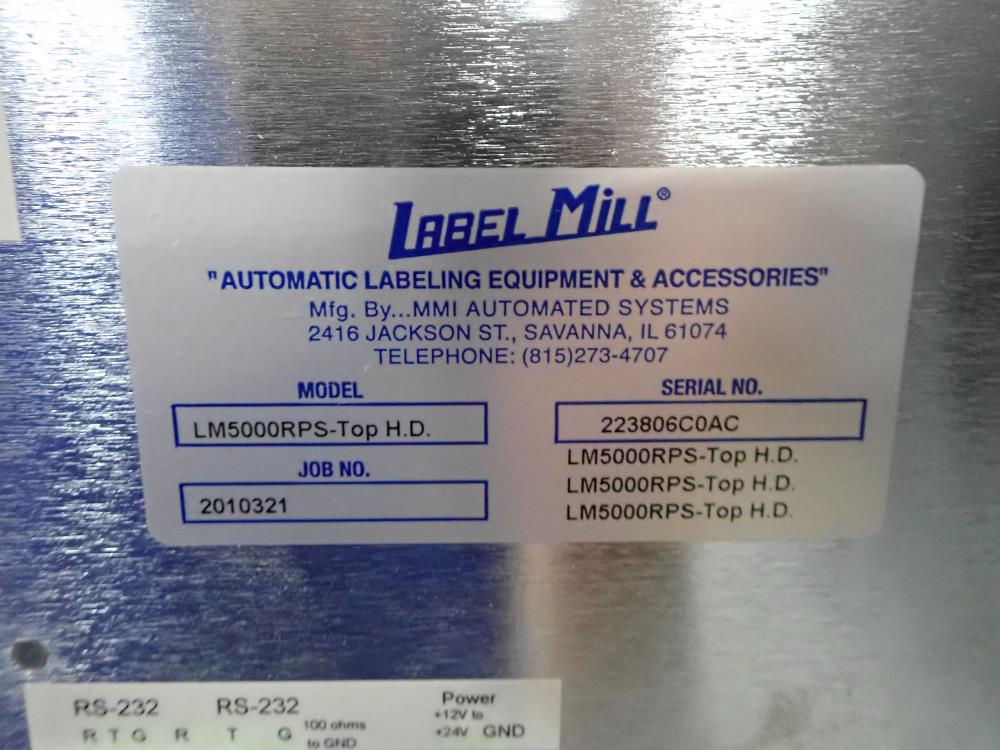 LABEL MILL®
"AUTOMATIC LABELING EQUIPMENT & ACCESSORIES"
Mfg. By...MMI AUTOMATED SYSTEMS
2416 JACKSON ST., SAVANNA, IL 61074
TELEPHONE: (815)273-4707
MODEL
LM5000RPS-Top H.D.
JOB NO.
2010321
SERIAL NO.
223806C0AC
LM5000RPS-Top H.D.
LM5000RPS-Top H.D.
LM5000RPS-Top H.D.
RS-232 RS-232 Power
R T G R T G 100 ohms to GND +12V to +24V GND